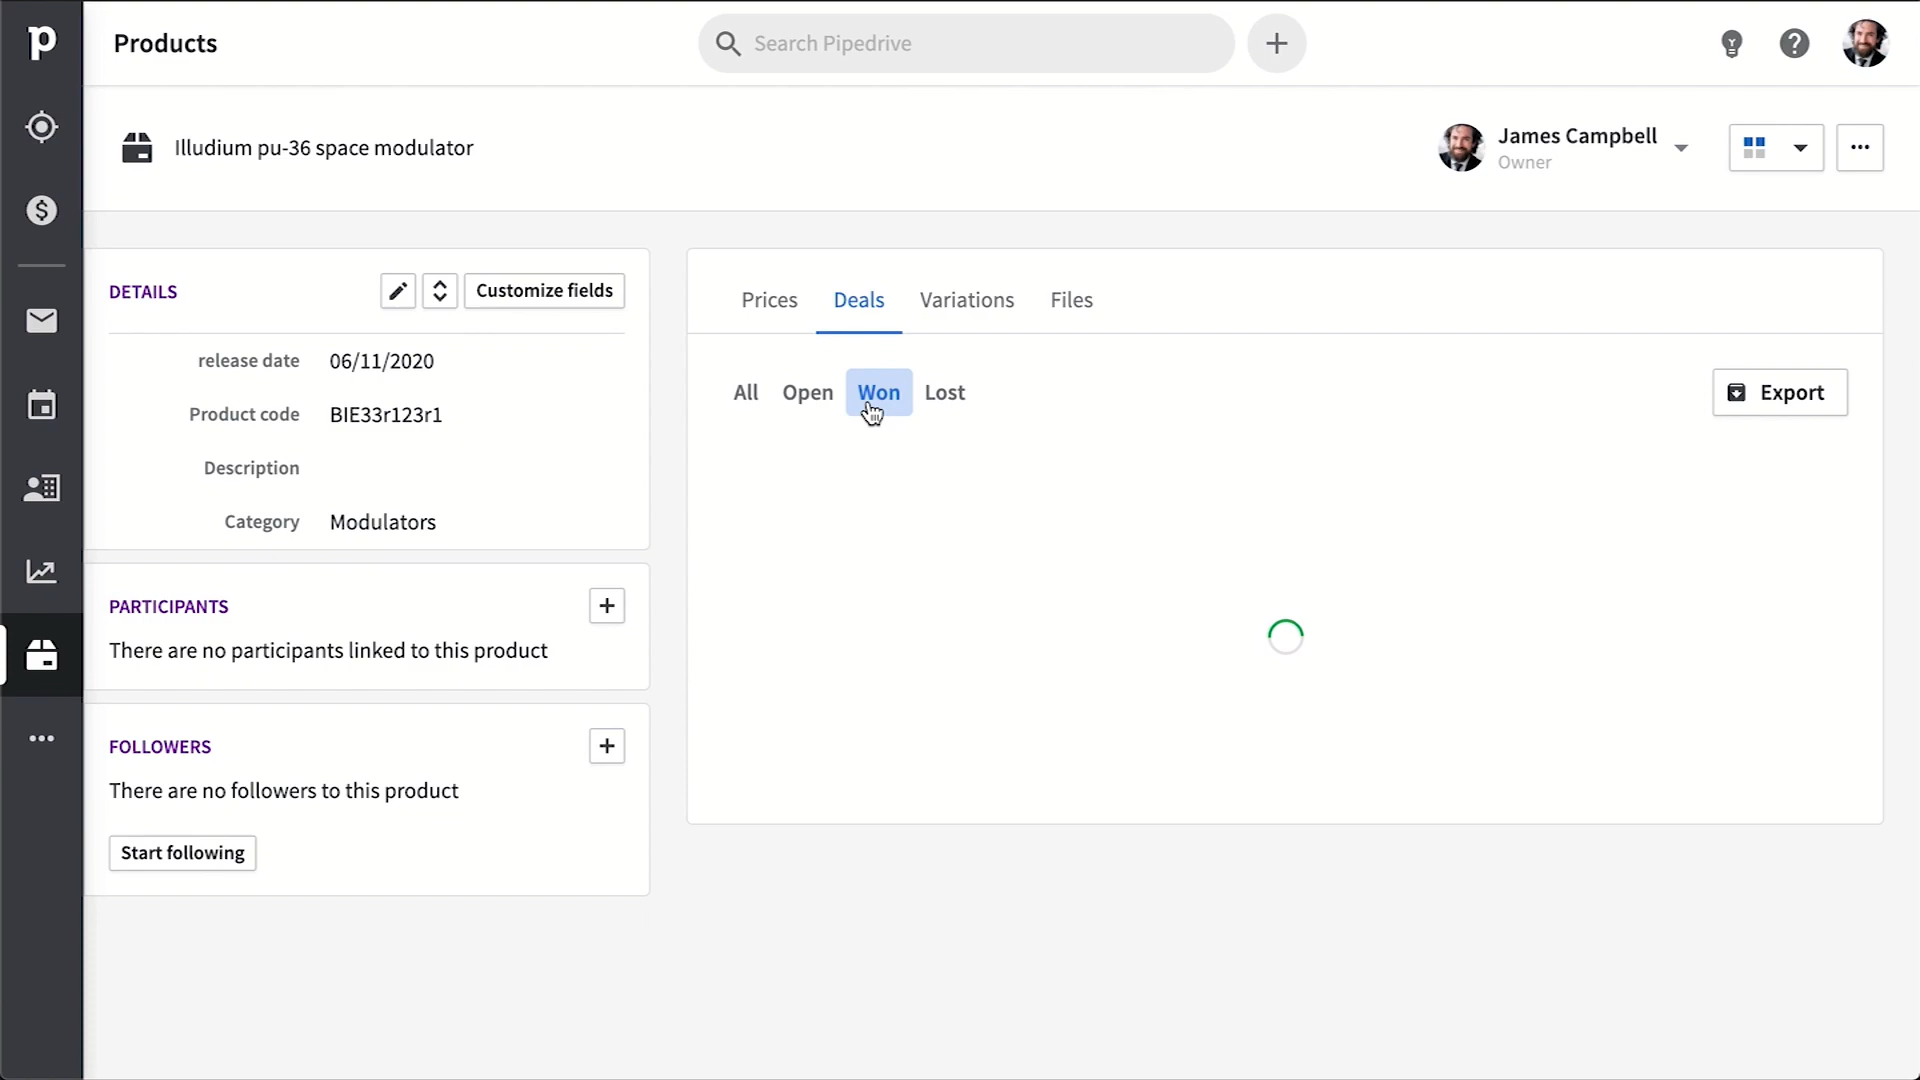 Products
Search Pipedrive
Illudium pu-36 space modulator
James Campbell
Owner
DETAILS
Customize fields
release date 06/11/2020
Product code BIE33r123r1
Description
Category Modulators
PARTICIPANTS
There are no participants linked to this product
FOLLOWERS
There are no followers to this product
Start following
Prices Deals Variations Files
All Open Won Lost
Export